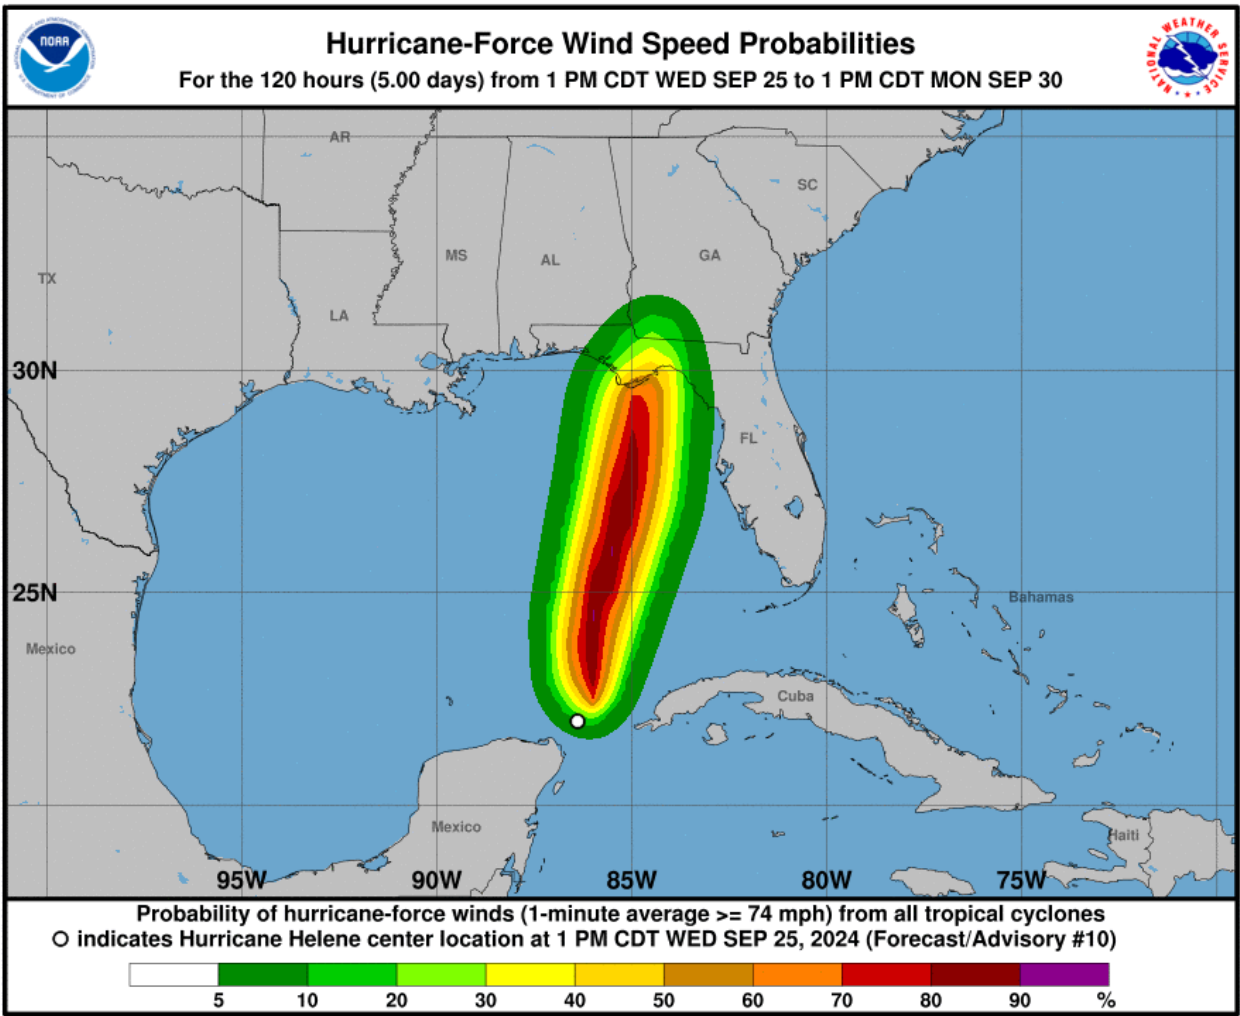 Hurricane-Force Wind Speed Probabilities
For the 120 hours (5.00 days) from 1 PM CDT WED SEP 25 to 1 PM CDT MON SEP 30
NOAA
NATIONAL WEATHER SERVICE
AR
SC
MS
AL
GA
TX
LA
30N
FL
25N
Bahamas
Mexico
Cuba
Mexico
Haiti
95W 90W 85W 80W 75W
Probability of hurricane-force winds (1-minute average >= 74 mph) from all tropical cyclones
O indicates Hurricane Helene center location at 1 PM CDT WED SEP 25, 2024 (Forecast/Advisory #10)
5 10 20 30 40 50 60 70 80 90 %